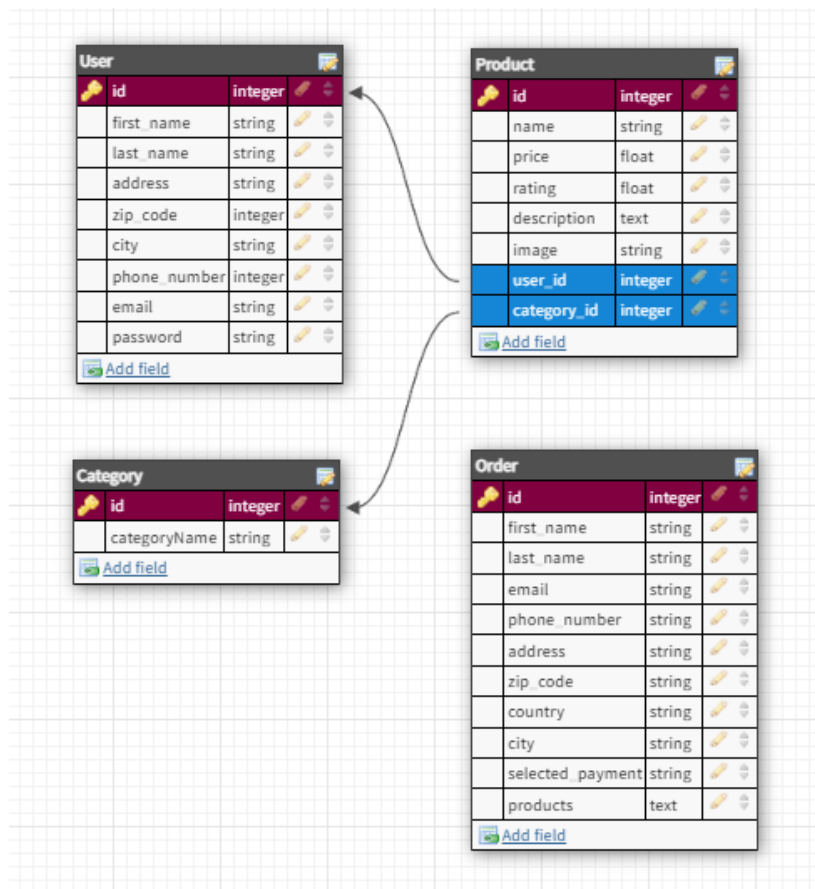 User
id integer
first_name string
last_name string
address string
zip_code integer
city string
phone_number integer
email string
password string
Add field
Product
id integer
name string
price float
rating float
description text
image string
user_id integer
category_id integer
Add field
Category
id integer
categoryName string
Add field
Order
id integer
first_name string
last_name string
email string
phone_number string
address string
zip_code string
country string
city string
selected_payment string
products text
Add field